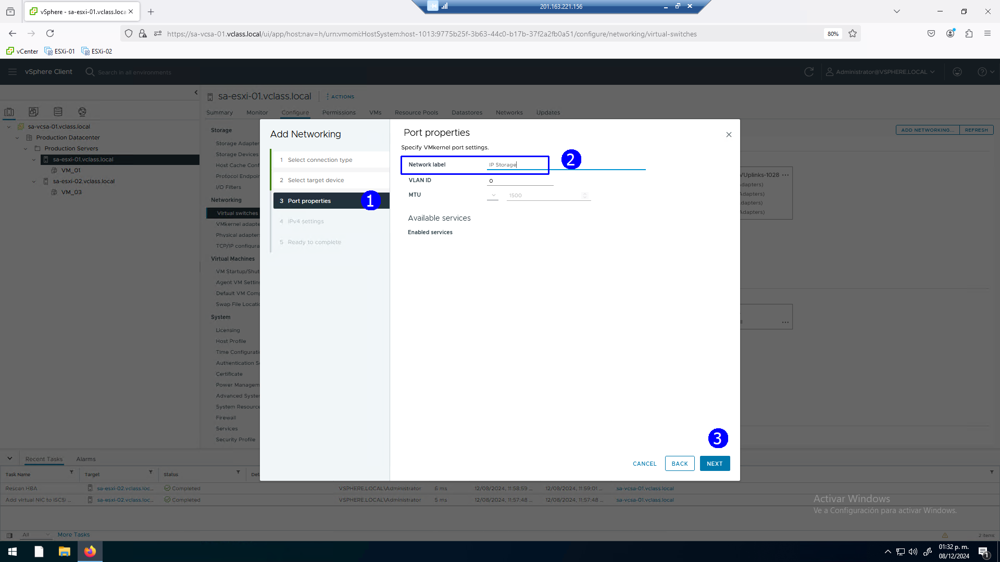 vSphere - sa-esxi-01.vclass.loca
201.163.221.156
https://sa-vcsa-01.vclass.local/ui/app/host;nav=h/urn:vmomi:HostSystem:host-1013:9775b25f-3b63-44c0-b17b-37f2a2fb0a51/configure/networking/virtual-switches
80%
vCenter
ESXi-01
ESXi-02
vSphere Client
Search in all environments
Administrator@VSPHERE.LOCAL
sa-esxi-01.vclass.local
ACTIONS
Summary
Monitor
Configure
Permissions
VMs
Resource Pools
Datastores
Networks
Updates
sa-vcsa-01.vclass.local
Production Datacenter
Production Servers
sa-esxi-01.vclass.local
VM_01
sa-esxi-02.vclass.local
VM_03
Storage
Storage Adapter
Storage Devices
Host Cache Conf
Protocol Endpoin
I/O Filters
Networking
Virtual switches
VMkernel adapte
Physical adapters
TCP/IP configura
Virtual Machines
VM Startup/Shut
Agent VM Settin
Default VM Comp
Swap File Locatio
System
Licensing
Host Profile
Time Configurati
Authentication Se
Certificate
Power Managem
Advanced System
System Resource
Firewall
Services
Security Profile
ADD NETWORKING...
REFRESH
VUplinks-1028
Adapters)
Adapters)
dapters)
Adapters)
Add Networking
1 Select connection type
2 Select target device
3 Port properties
1
4 IPv4 settings
5 Ready to complete
Port properties
Specify VMkernel port settings.
Network label
IP Storage
2
VLAN ID
0
MTU
1500
Available services
Enabled services
3
CANCEL
BACK
NEXT
Recent Tasks
Alarms
Task Name
Target
Status
Det
Rescan HBA
sa-esxi-02.vclass.loc...
Completed
VSPHERE.LOCAL\Administrator
6 ms
12/08/2024, 11:58:59 ...
12/08/2024, 11:59:01 ...
sa-vcsa-01.vclass.local
Add virtual NIC to iSCSI ...
sa-esxi-02.vclass.loc...
Completed
VSPHERE.LOCAL\Administrator
5 ms
12/08/2024, 11:57:48 ...
12/08/2024, 11:57:48 ...
sa-vcsa-01.vclass.local
Activar Windows
Ve a Configuración para activar Windows.
All
More Tasks
2 items
01:32 p. m.
08/12/2024
1